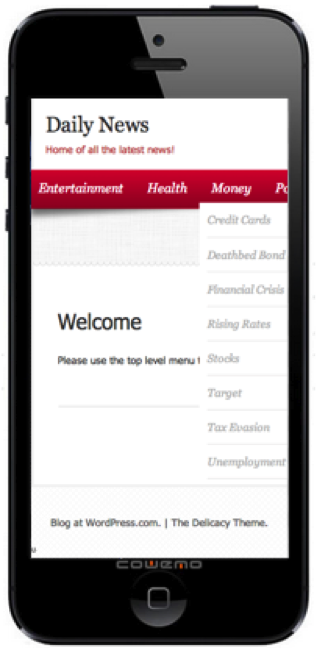 Daily News
Home of all the latest news!
Entertainment Health Money Po
Credit Cards
Deathbed Bond
Financial Crisis
Rising Rates
Stocks
Target
Tax Evasion
Unemployment
Welcome
Please use the top level menu t
Blog at WordPress.com. | The Delicacy Theme.
cowemo